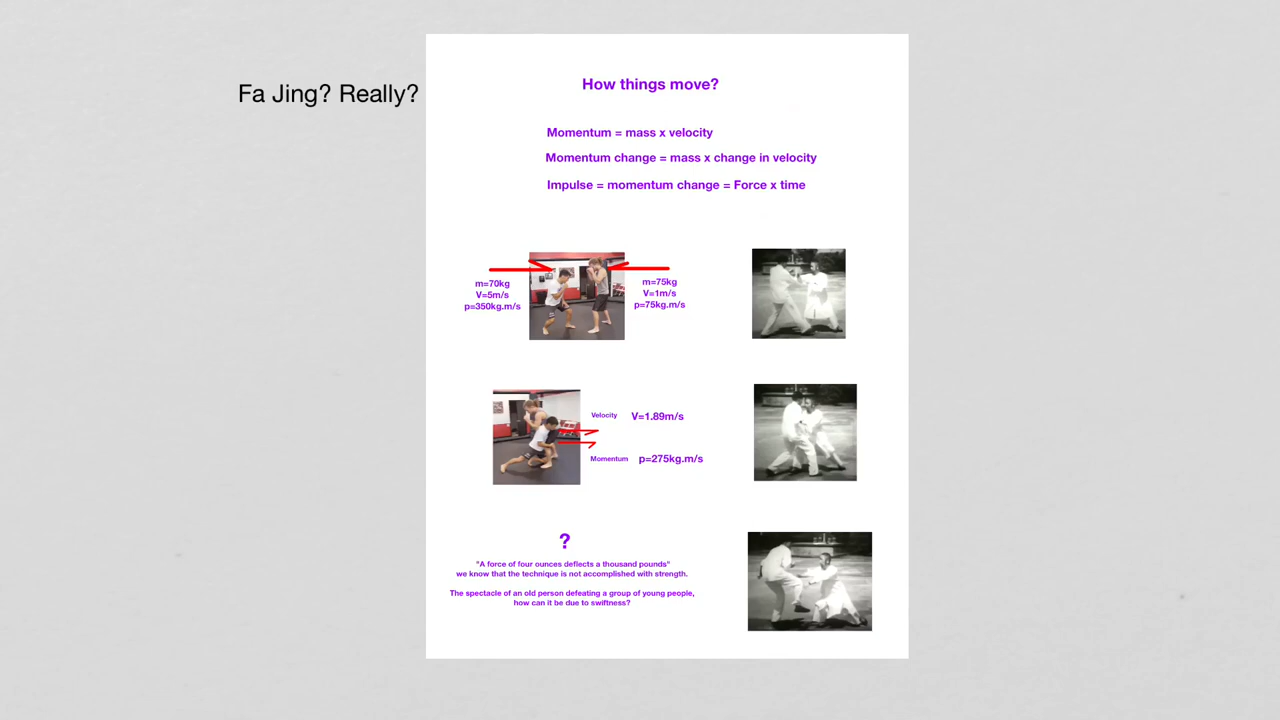 Fa Jing? Really?
How things move?
Momentum = mass x velocity
Momentum change = mass x change in velocity
Impulse = momentum change = Force x time
m=70kg
V=5m/s
p=350kg.m/s
m=75kg
V=1m/s
p=75kg.m/s
Velocity V=1.89m/s
Momentum p=275kg.m/s
?
"A force of four ounces deflects a thousand pounds"
we know that the technique is not accomplished with strength.
The spectacle of an old person defeating a group of young people,
how can it be due to swiftness?